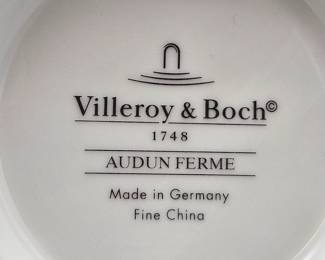 Villeroy & Boch©
1748
AUDUN FERME
Made in Germany
Fine China